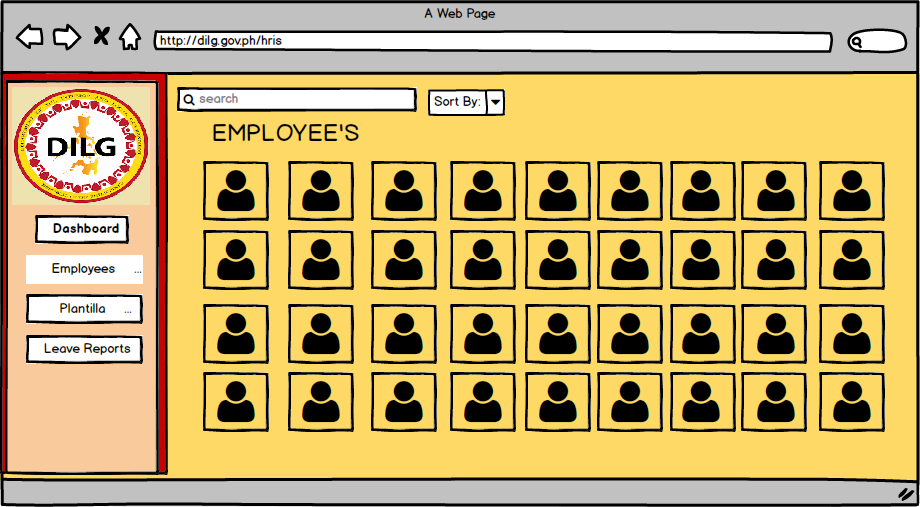 A Web Page
http://dilg.gov.ph/hris
search
Sort By:
EMPLOYEE'S
DILG
Dashboard
Employees ...
Plantilla ...
Leave Reports